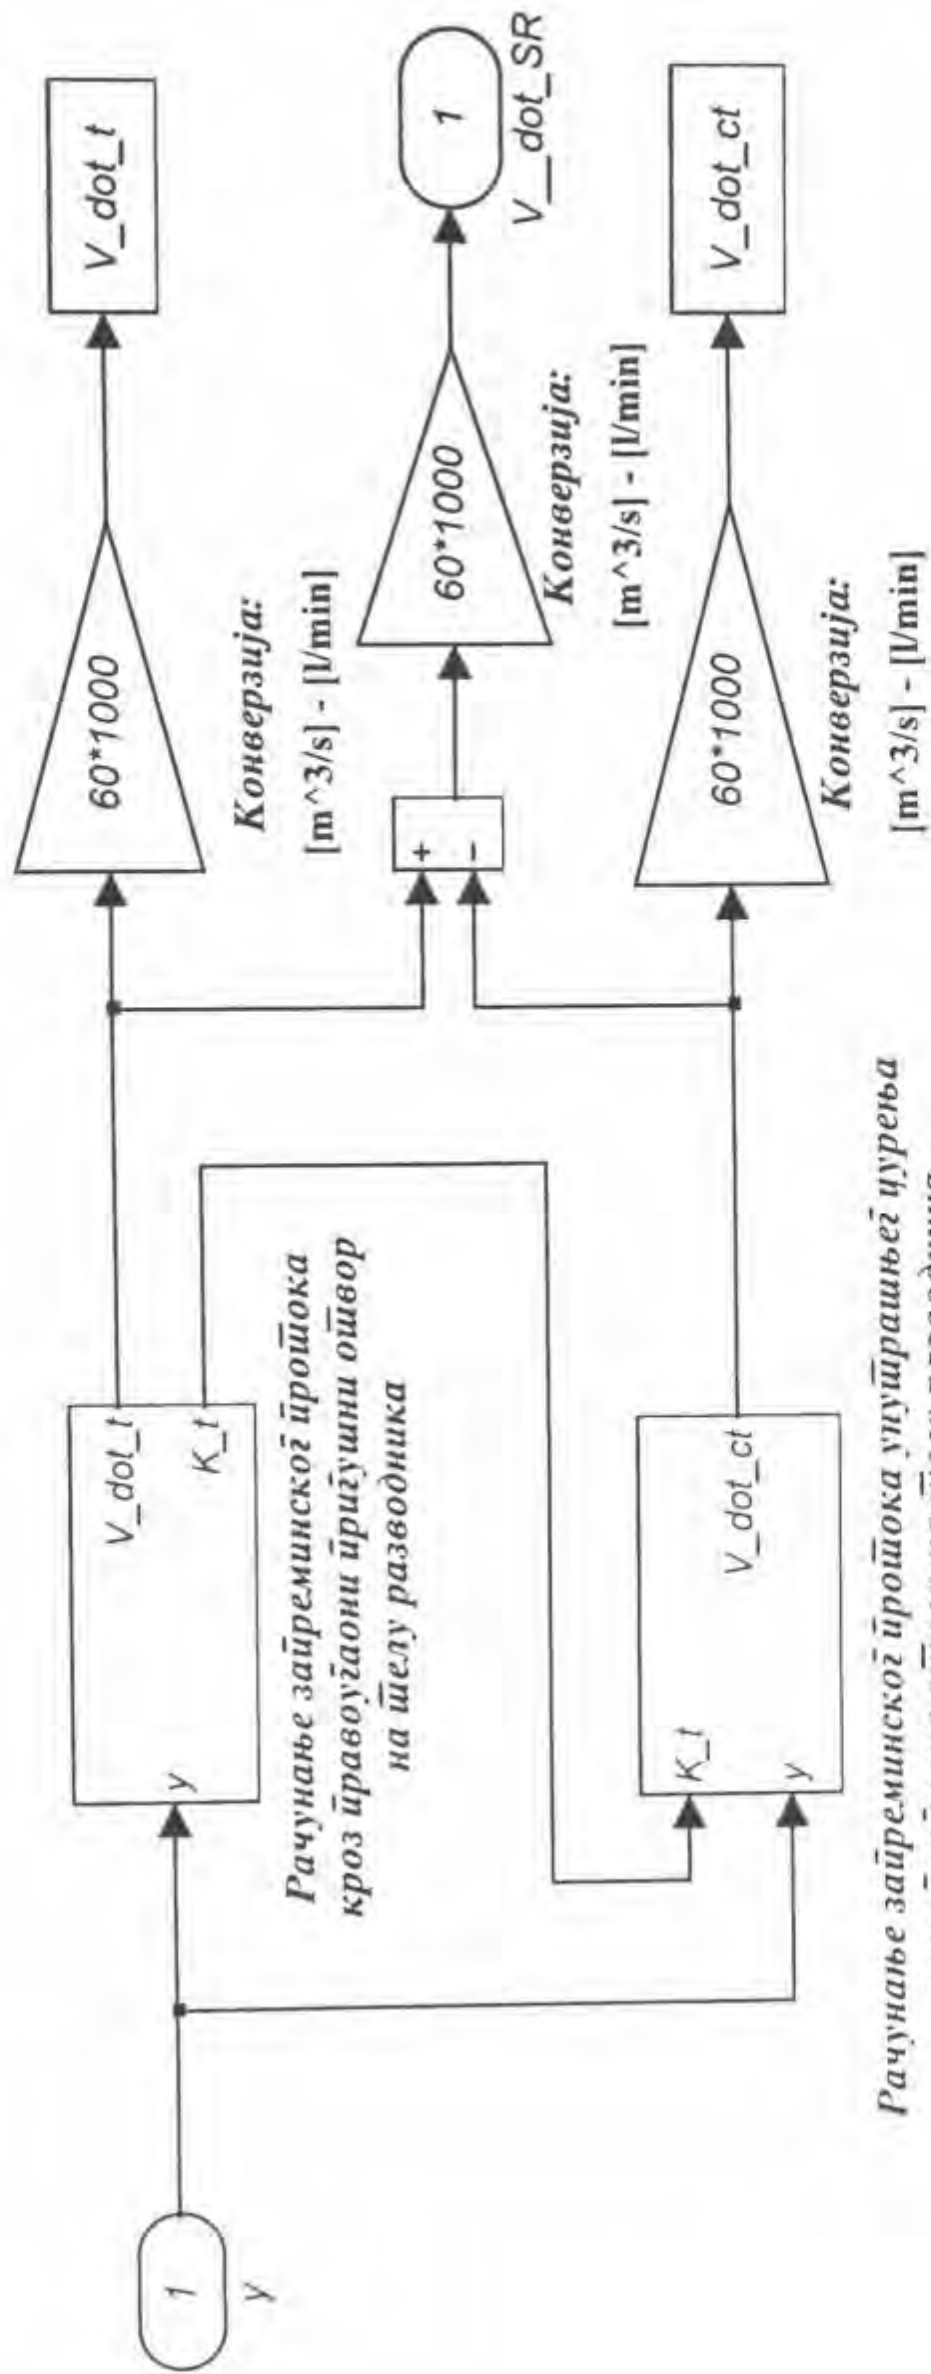 1
y
y
V_dot_t
K_t
Рачунање запреминског протока
кроз правоугаони пригушни отвор
на телу разводника
K_t
y
V_dot_ct
Рачунање запреминског протока унутрашњег цурења
60*1000
Конверзија:
[m^3/s] - [l/min]
V_dot_t
+
−
60*1000
Конверзија:
[m^3/s] - [l/min]
1
V_dot_SR
60*1000
Конверзија:
[m^3/s] - [l/min]
V_dot_ct